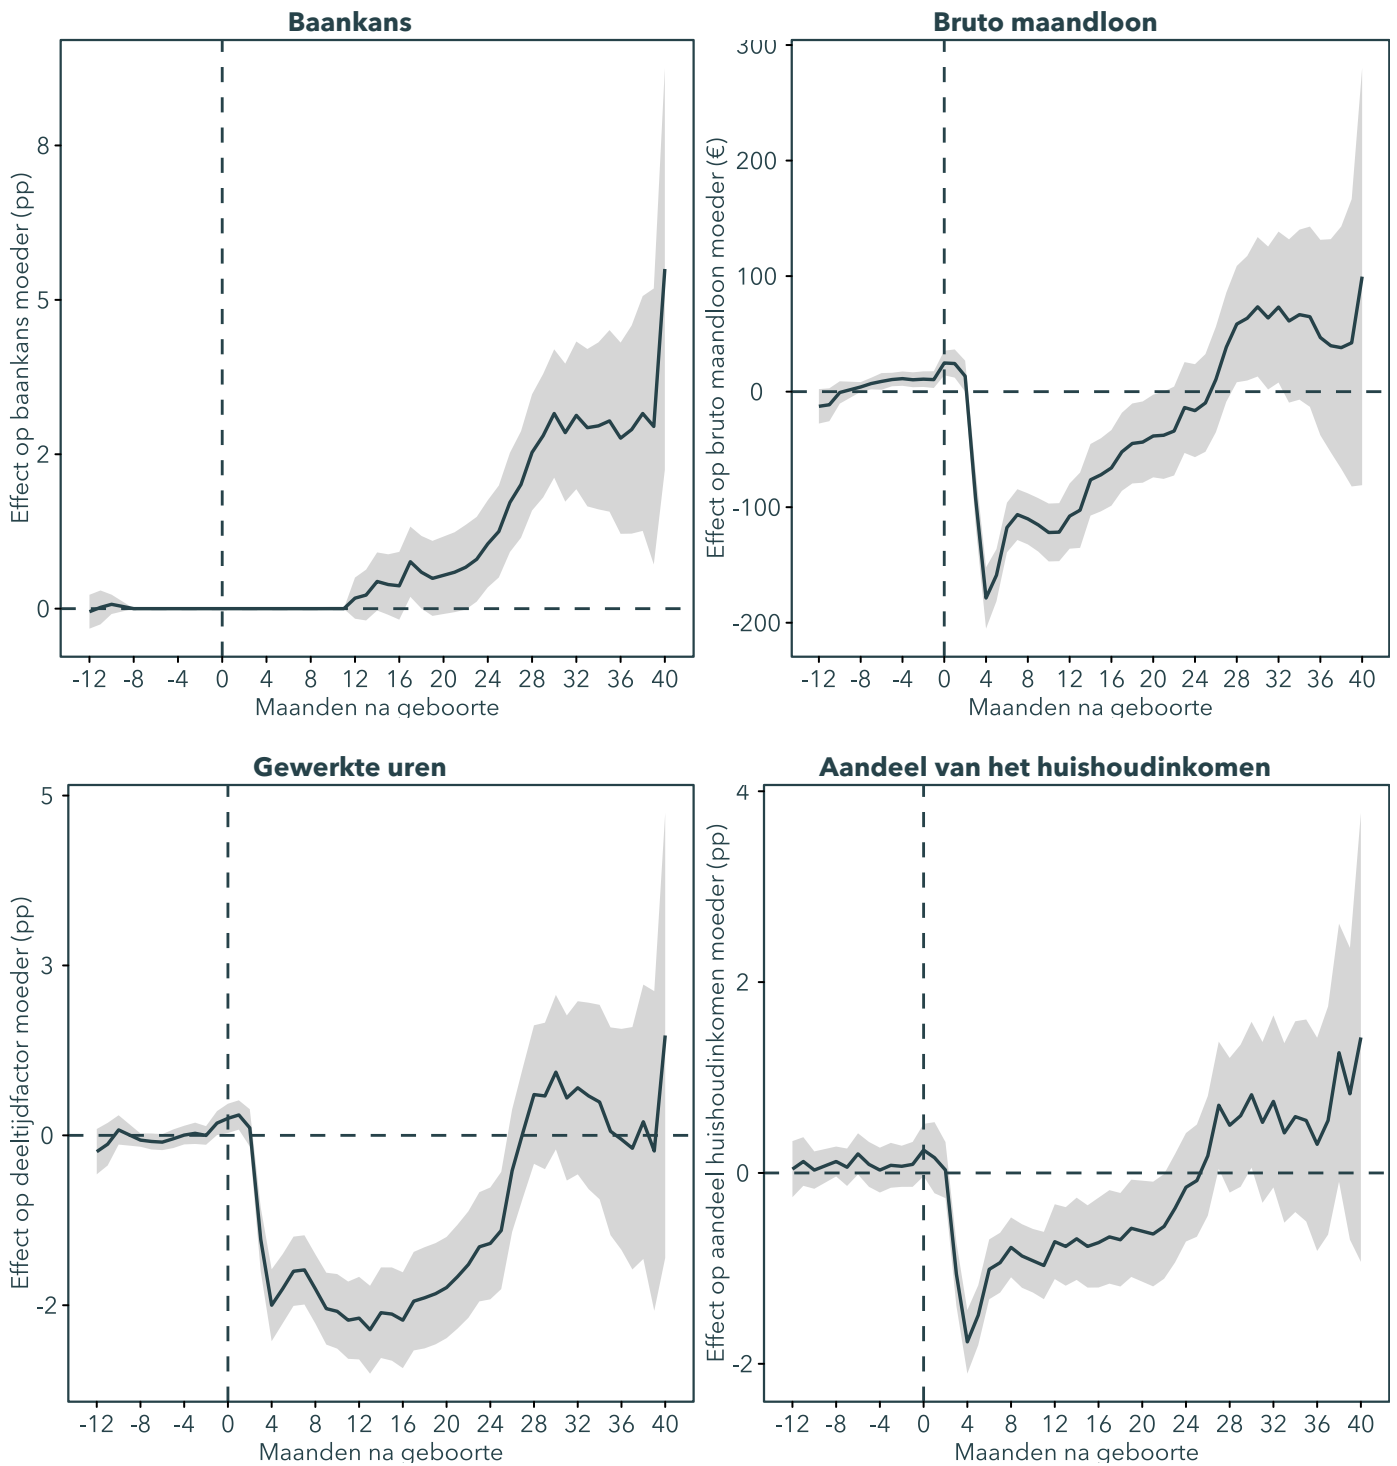 Baankans
Effect op baankans moeder (pp)
8
5
2
0
-12 -8 -4 0 4 8 12 16 20 24 28 32 36 40
Maanden na geboorte
Bruto maandloon
Effect op bruto maandloon moeder (€)
300
200
100
0
-100
-200
-12 -8 -4 0 4 8 12 16 20 24 28 32 36 40
Maanden na geboorte
Gewerkte uren
Effect op deeltijdfactor moeder (pp)
5
3
0
-2
-12 -8 -4 0 4 8 12 16 20 24 28 32 36 40
Maanden na geboorte
Aandeel van het huishoudinkomen
Effect op aandeel huishoudinkomen moeder (pp)
4
2
0
-2
-12 -8 -4 0 4 8 12 16 20 24 28 32 36 40
Maanden na geboorte